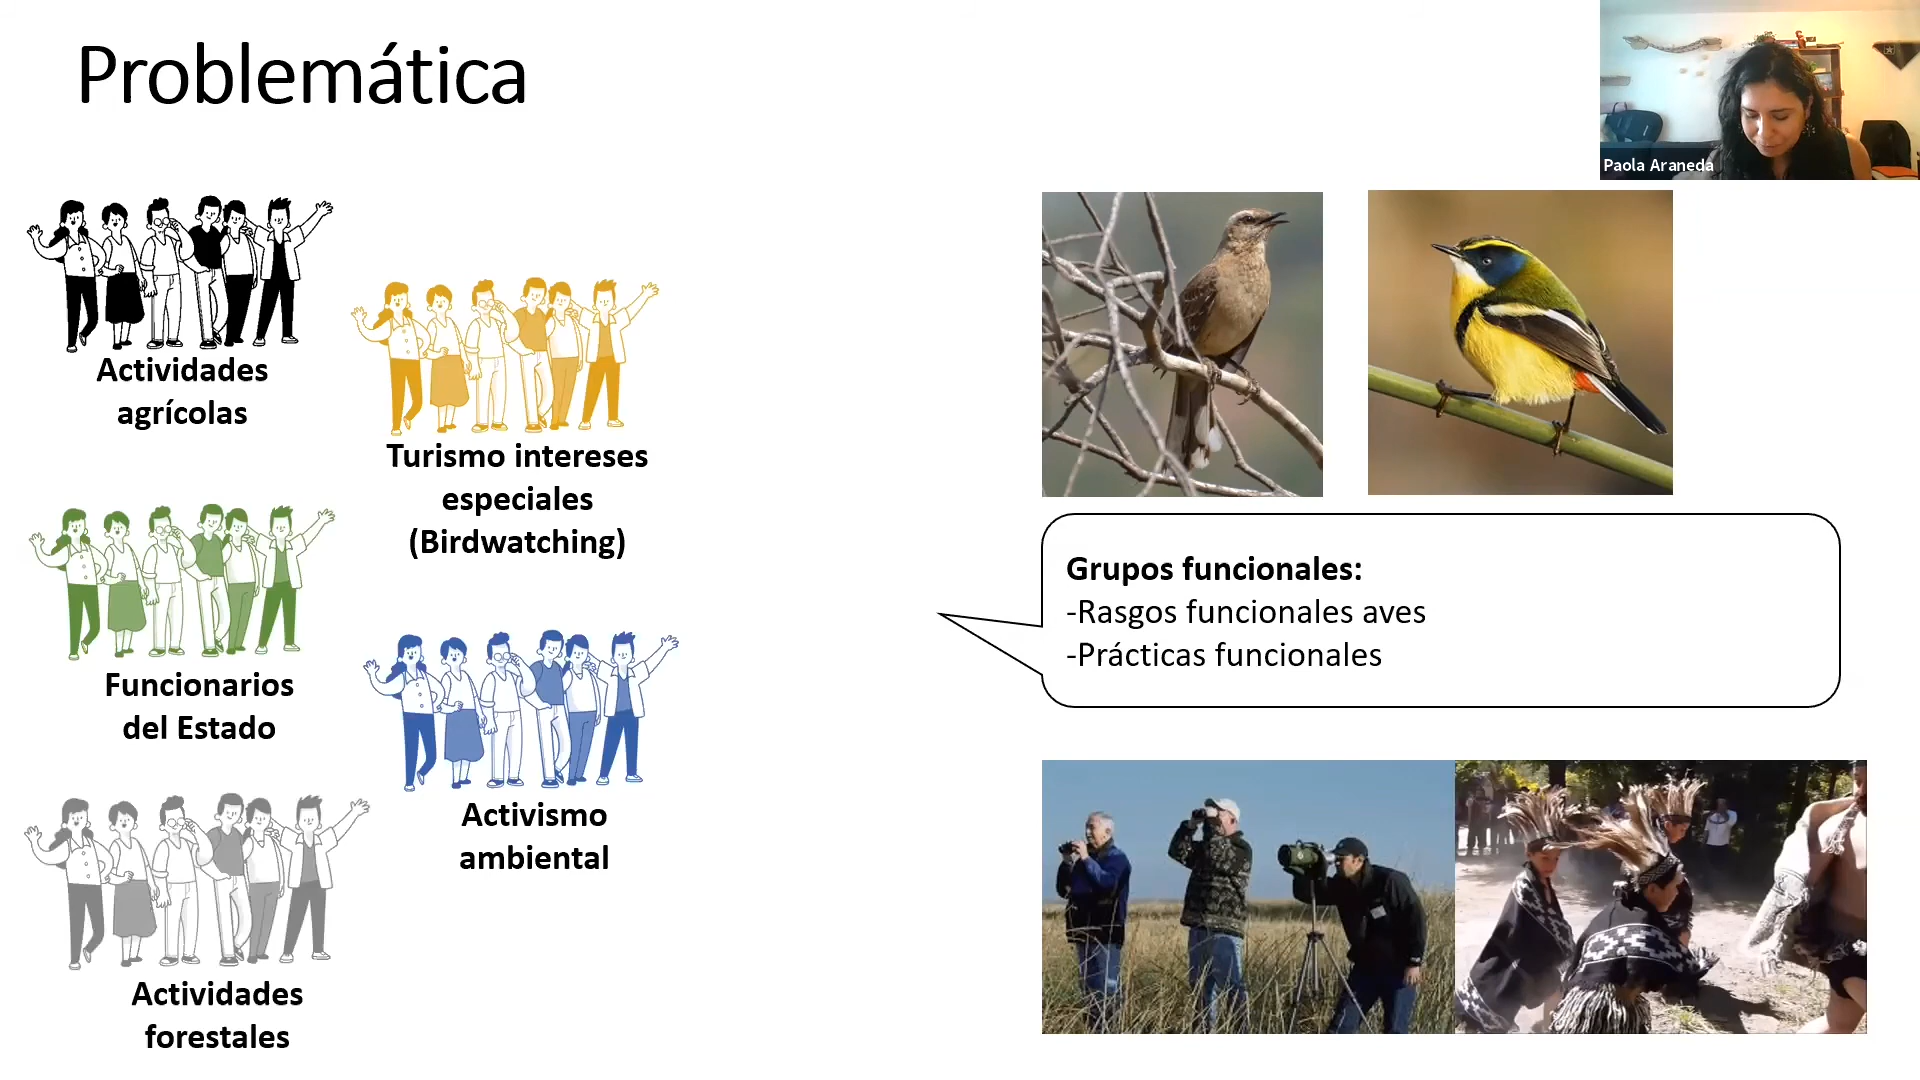 Problemática
Paola Araneda
Actividades
agrícolas
Turismo intereses
especiales
(Birdwatching)
Funcionarios
del Estado
Activismo
ambiental
Actividades
forestales
Grupos funcionales:
-Rasgos funcionales aves
-Prácticas funcionales